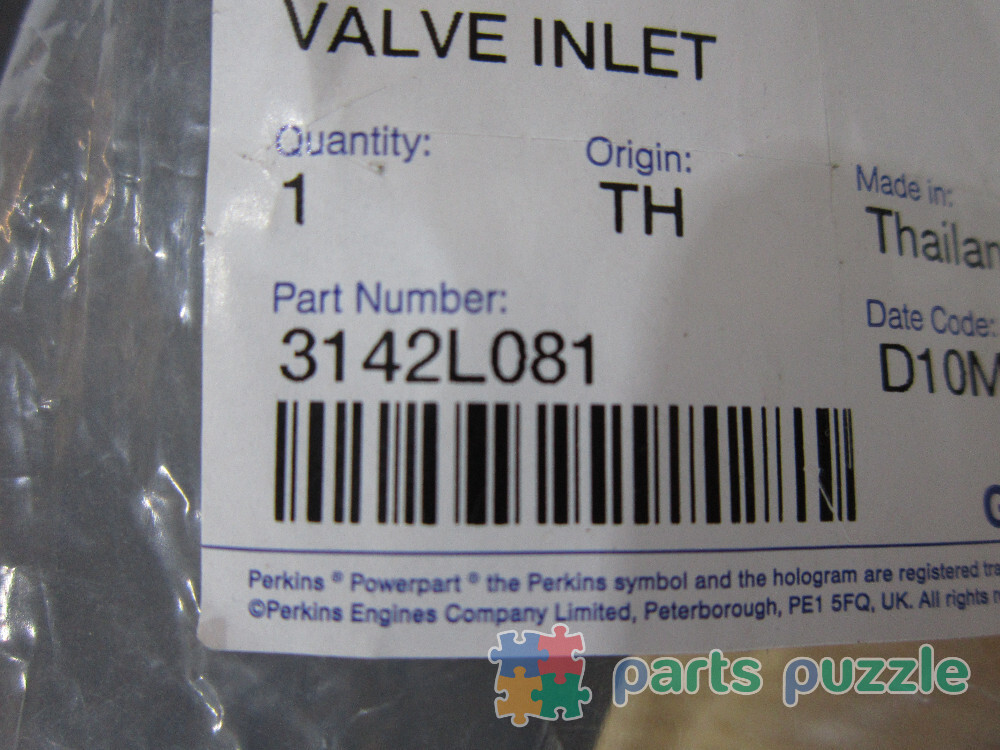 VALVE INLET
Quantity:
1
Origin:
TH
Made in:
Thailan
Part Number:
3142L081
Date Code:
D10M
Perkins ® Powerpart ® the Perkins symbol and the hologram are registered tra
©Perkins Engines Company Limited, Peterborough, PE1 5FQ, UK. All rights
parts puzzle